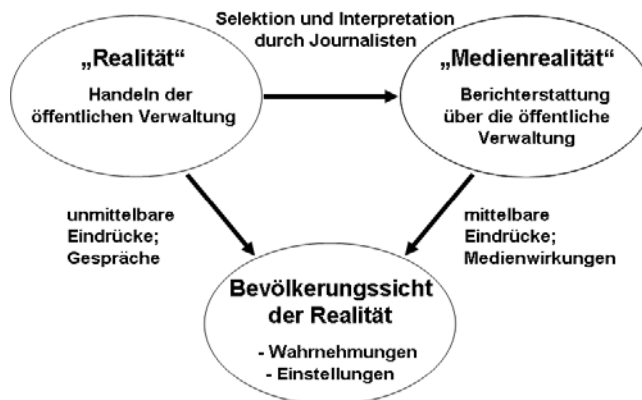 Selektion und Interpretation
durch Journalisten
„Realität“
Handeln der
öffentlichen Verwaltung
„Medienrealität“
Berichterstattung
über die öffentliche
Verwaltung
unmittelbare
Eindrücke;
Gespräche
mittelbare
Eindrücke;
Medienwirkungen
Bevölkerungssicht
der Realität
- Wahrnehmungen
- Einstellungen